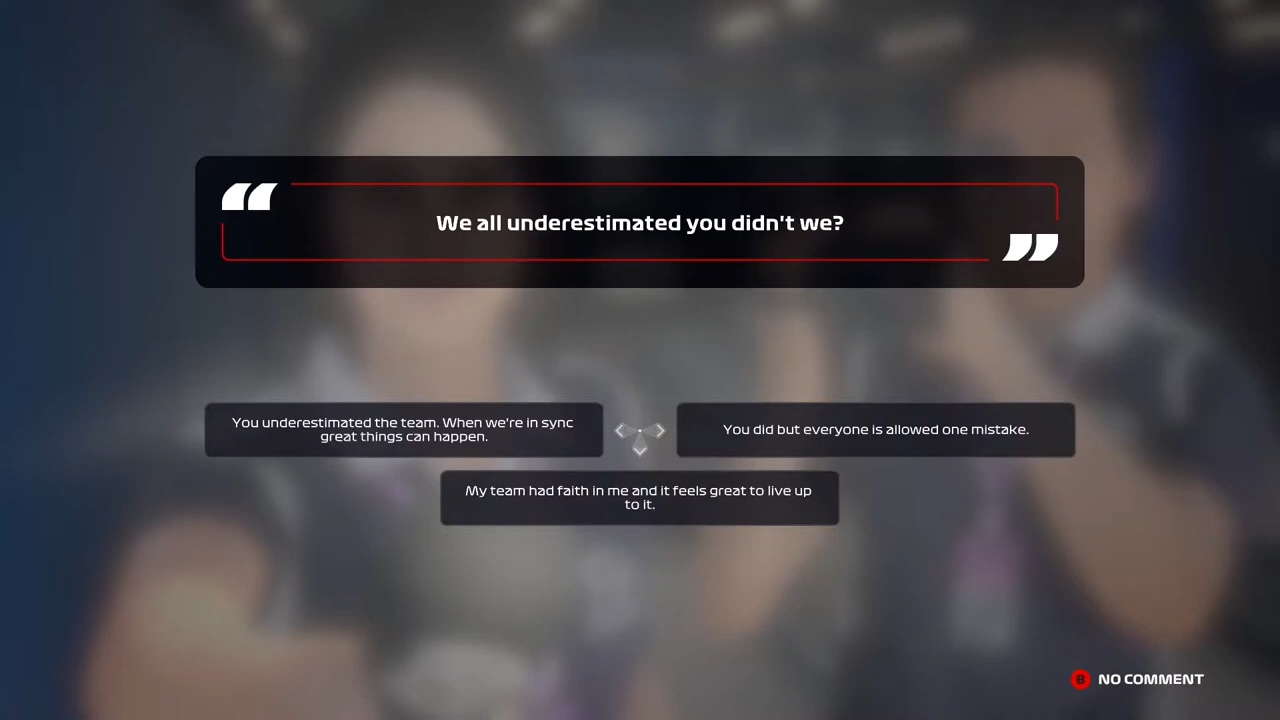 We all underestimated you didn't we?
You underestimated the team. When we're in sync
great things can happen.
You did but everyone is allowed one mistake.
My team had faith in me and it feels great to live up
to it.
B NO COMMENT